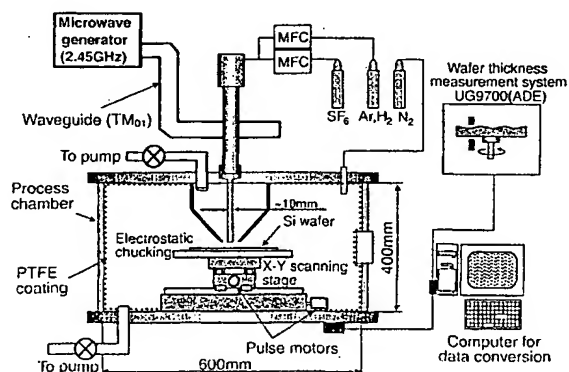 Microwave
generator
(2.45GHz)
MFC
MFC
Waveguide (TM01)
SF6
Ar,H2
N2
Wafer thickness
measurement system
UG9700(ADE)
To pump
Process
chamber
~10mm
Si wafer
Electrostatic
chucking
X-Y scanning
stage
400mm
PTFE
coating
Pulse motors
To pump
600mm
Computer for
data conversion